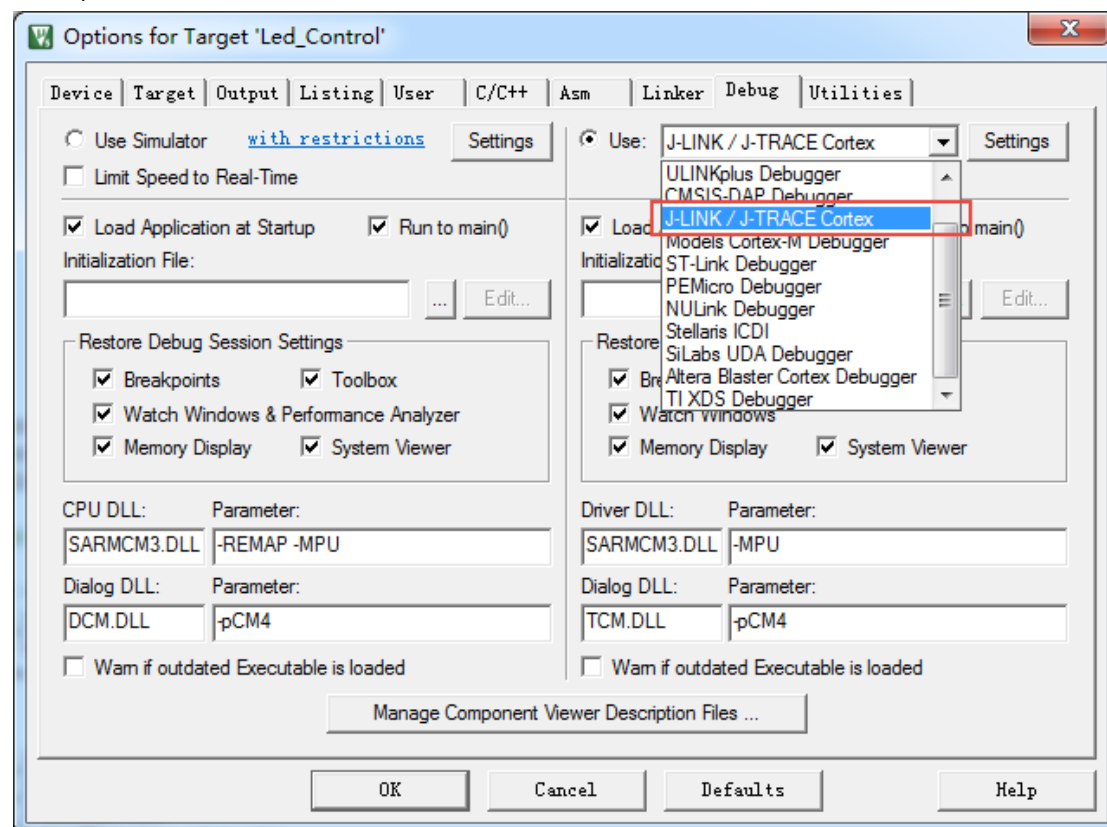 Options for Target 'Led_Control'
Device Target Output Listing User C/C++ Asm Linker Debug Utilities
Use Simulator with restrictions Settings
Limit Speed to Real-Time
Load Application at Startup Run to main()
Initialization File:
... Edit...
Restore Debug Session Settings
Breakpoints Toolbox
Watch Windows & Performance Analyzer
Memory Display System Viewer
CPU DLL: Parameter:
SARMCM3.DLL -REMAP -MPU
Dialog DLL: Parameter:
DCM.DLL -pCM4
Warn if outdated Executable is loaded
Use: J-LINK / J-TRACE Cortex Settings
ULINKplus Debugger
CMSIS-DAP Debugger
J-LINK / J-TRACE Cortex
Models Cortex-M Debugger
ST-Link Debugger
PEMicro Debugger
NULink Debugger
Stellaris ICDI
SiLabs UDA Debugger
Altera Blaster Cortex Debugger
TI XDS Debugger
Load main()
Initializatio
Edit...
Restore
Bre
Watch Windows
Memory Display System Viewer
Driver DLL: Parameter:
SARMCM3.DLL -MPU
Dialog DLL: Parameter:
TCM.DLL -pCM4
Warn if outdated Executable is loaded
Manage Component Viewer Description Files ...
OK Cancel Defaults Help